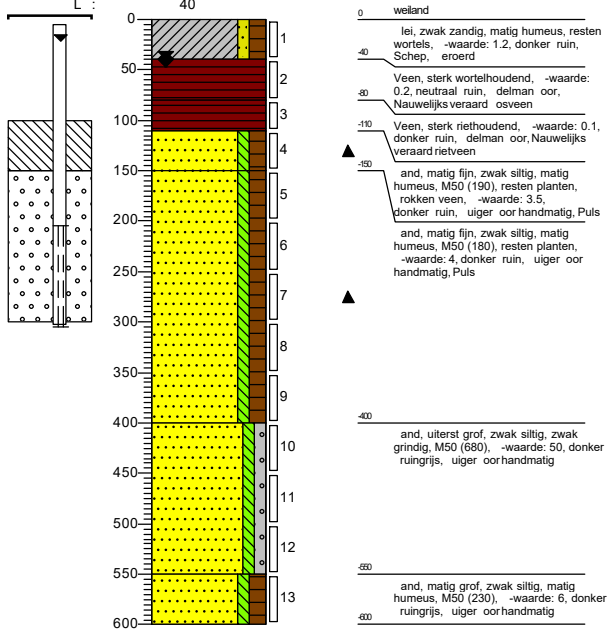 L :
40
0
50
100
150
200
250
300
350
400
450
500
550
600
1
2
3
4
5
6
7
8
9
10
11
12
13
0
weiland
lei, zwak zandig, matig humeus, resten
wortels, -waarde: 1.2, donker ruin,
Schep, eroerd
-40
Veen, sterk wortelhoudend, -waarde:
0.2, neutraal ruin, delman oor,
Nauwelijks veraard osveen
-80
Veen, sterk riethoudend, -waarde: 0.1,
donker ruin, delman oor, Nauwelijks
veraard rietveen
-110
and, matig fijn, zwak siltig, matig
humeus, M50 (190), resten planten,
rokken veen, -waarde: 3.5,
donker ruin, uiger oor handmatig, Puls
-150
and, matig fijn, zwak siltig, matig
humeus, M50 (180), resten planten,
-waarde: 4, donker ruin, uiger oor
handmatig, Puls
-400
and, uiterst grof, zwak siltig, zwak
grindig, M50 (680), -waarde: 50, donker
ruingrijs, uiger oor handmatig
-550
and, matig grof, zwak siltig, matig
humeus, M50 (230), -waarde: 6, donker
ruingrijs, uiger oor handmatig
-600